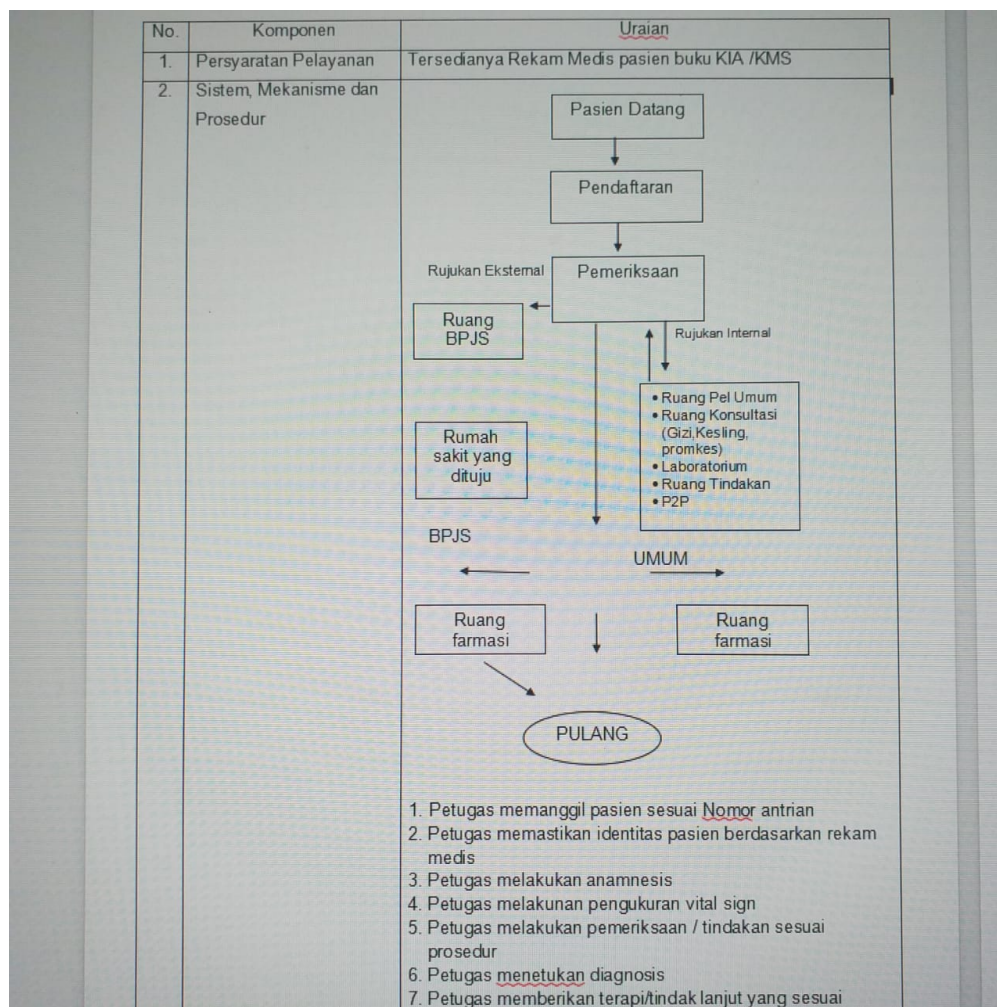 No. Komponen Uraian
1. Persyaratan Pelayanan Tersedianya Rekam Medis pasien buku KIA /KMS
2. Sistem, Mekanisme dan
Prosedur
Pasien Datang
Pendaftaran
Rujukan Eksternal
Pemeriksaan
Ruang
BPJS
Rujukan Internal
• Ruang Pel Umum
• Ruang Konsultasi
(Gizi,Kesling,
promkes)
• Laboratorium
• Ruang Tindakan
• P2P
Rumah
sakit yang
dituju
BPJS
UMUM
Ruang
farmasi
Ruang
farmasi
PULANG
1. Petugas memanggil pasien sesuai Nomor antrian
2. Petugas memastikan identitas pasien berdasarkan rekam
medis
3. Petugas melakukan anamnesis
4. Petugas melakunan pengukuran vital sign
5. Petugas melakukan pemeriksaan / tindakan sesuai
prosedur
6. Petugas menetukan diagnosis
7. Petugas memberikan terapi/tindak lanjut yang sesuai